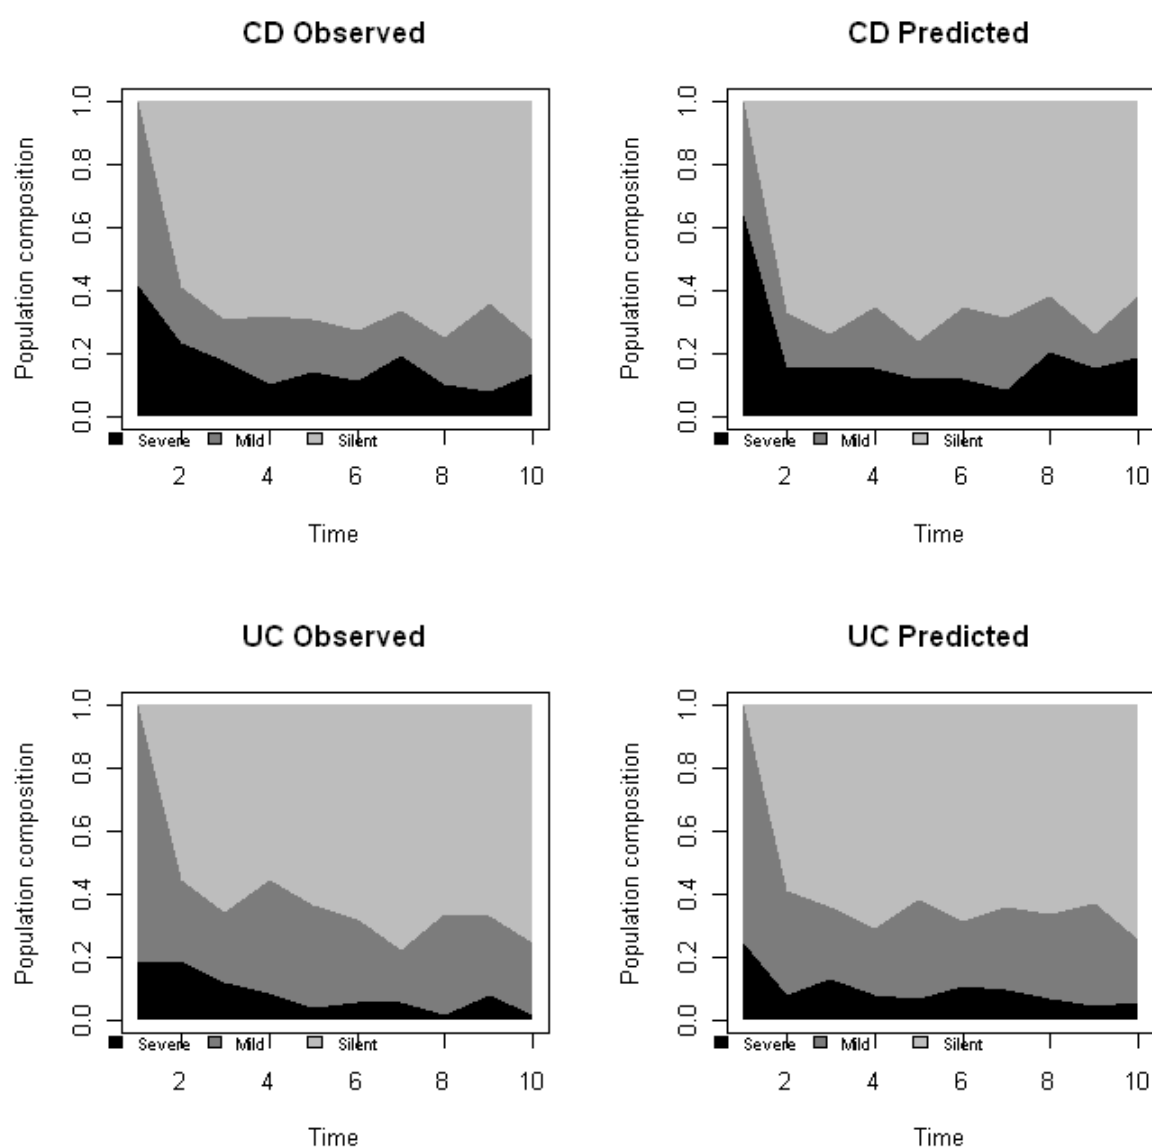 CD Observed
Population composition
0.0 0.2 0.4 0.6 0.8 1.0
Severe Mild Silent
2 4 6 8 10
Time
CD Predicted
Population composition
0.0 0.2 0.4 0.6 0.8 1.0
Severe Mild Silent
2 4 6 8 10
Time
UC Observed
Population composition
0.0 0.2 0.4 0.6 0.8 1.0
Severe Mild Silent
2 4 6 8 10
Time
UC Predicted
Population composition
0.0 0.2 0.4 0.6 0.8 1.0
Severe Mild Silent
2 4 6 8 10
Time